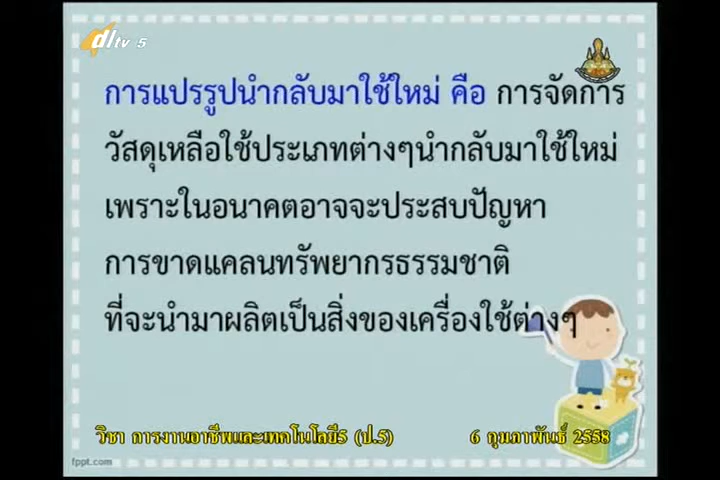 dltv 5
การแปรรูปนำกลับมาใช้ใหม่ คือ การจัดการ
วัสดุเหลือใช้ประเภทต่างๆนำกลับมาใช้ใหม่
เพราะในอนาคตอาจจะประสบปัญหา
การขาดแคลนทรัพยากรธรรมชาติ
ที่จะนำมาผลิตเป็นสิ่งของเครื่องใช้ต่างๆ
วิชา การงานอาชีพและเทคโนโลยี5 (ป.5) 6 กุมภาพันธ์ 2558
fppt.com